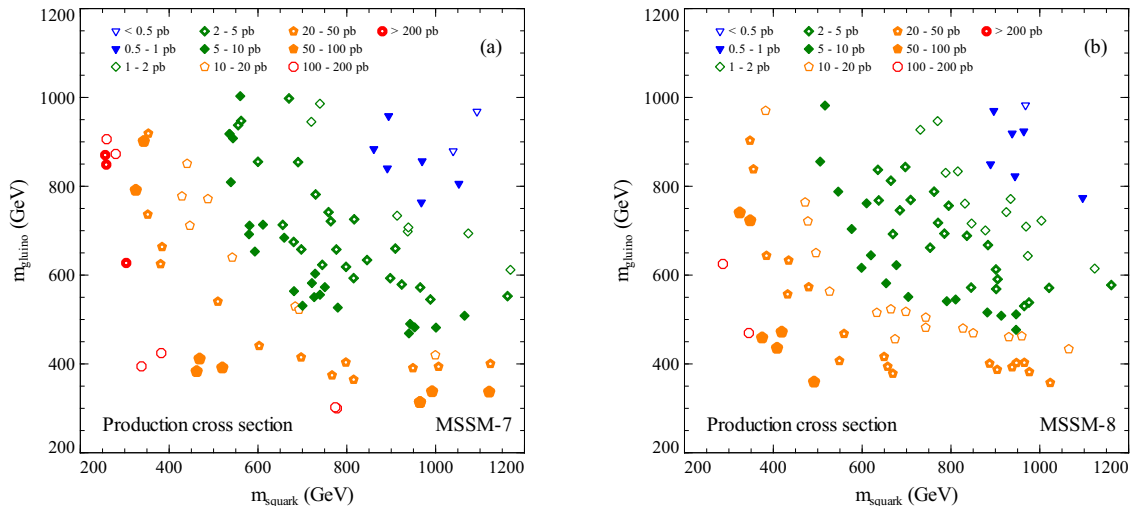 < 0.5 pb 2 - 5 pb 20 - 50 pb > 200 pb (a)
0.5 - 1 pb 5 - 10 pb 50 - 100 pb
1 - 2 pb 10 - 20 pb 100 - 200 pb
1200
1000
800
600
400
200
m_gluino (GeV)
Production cross section MSSM-7
200 400 600 800 1000 1200
m_squark (GeV)
< 0.5 pb 2 - 5 pb 20 - 50 pb > 200 pb (b)
0.5 - 1 pb 5 - 10 pb 50 - 100 pb
1 - 2 pb 10 - 20 pb 100 - 200 pb
1200
1000
800
600
400
200
m_gluino (GeV)
Production cross section MSSM-8
200 400 600 800 1000 1200
m_squark (GeV)